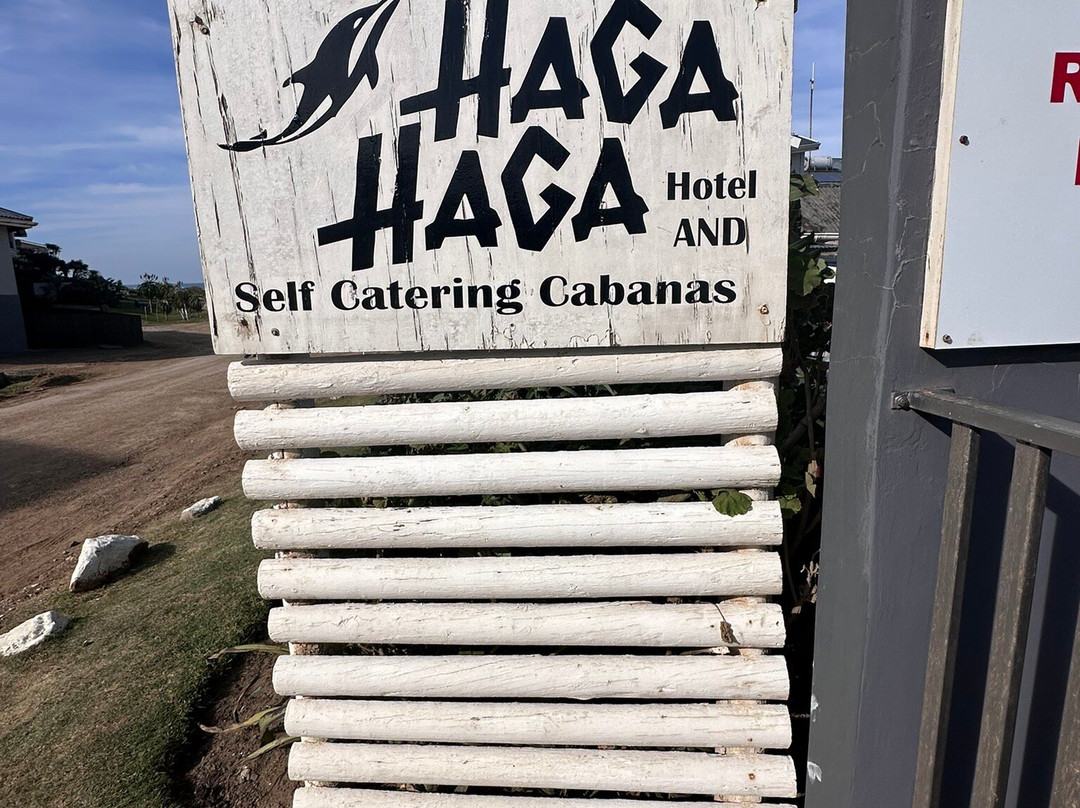 HAGA
HAGA
Hotel
AND
Self Catering Cabanas
R